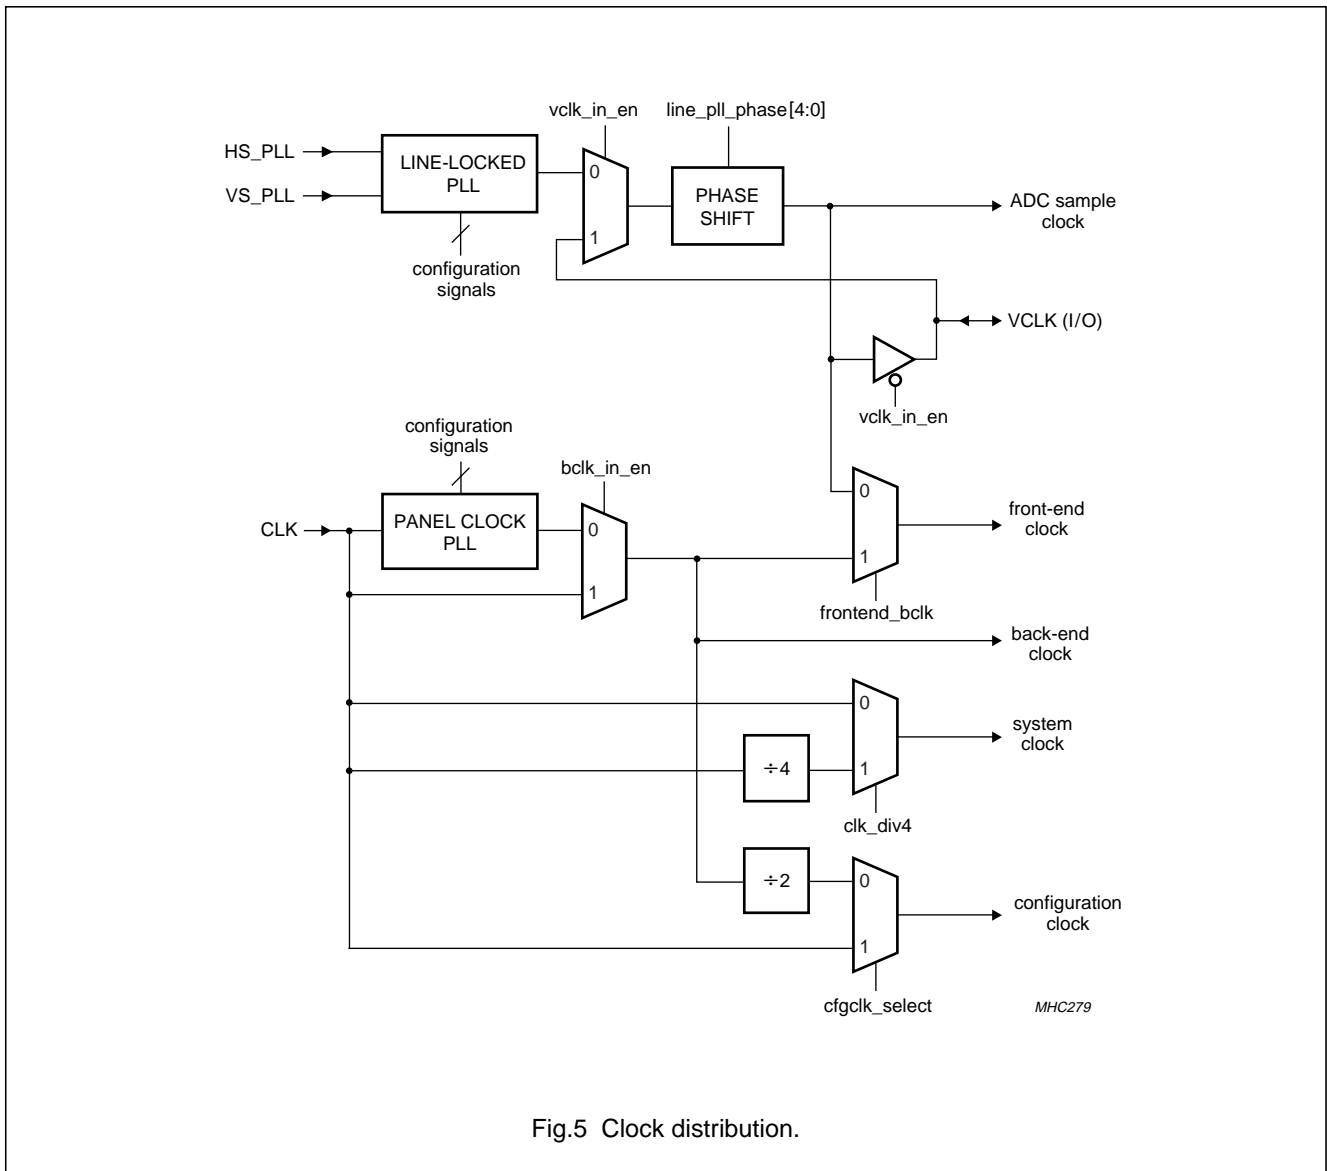 vclk_in_en
line_pll_phase[4:0]
HS_PLL
VS_PLL
LINE-LOCKED
PLL
0
1
PHASE
SHIFT
ADC sample
clock
configuration
signals
VCLK (I/O)
vclk_in_en
configuration
signals
bclk_in_en
CLK
PANEL CLOCK
PLL
0
1
0
1
front-end
clock
frontend_bclk
back-end
clock
0
1
system
clock
÷4
clk_div4
÷2
0
1
configuration
clock
cfgclk_select
MHC279
Fig.5 Clock distribution.